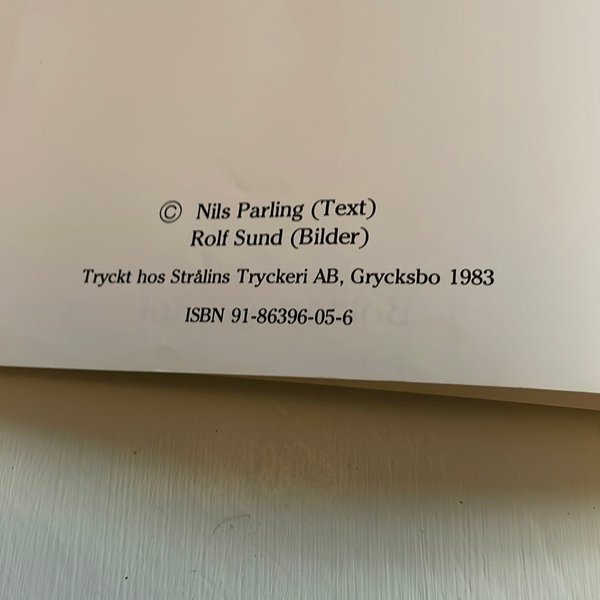 © Nils Parling (Text)
Rolf Sund (Bilder)
Tryckt hos Strålins Tryckeri AB, Grycksbo 1983
ISBN 91-86396-05-6